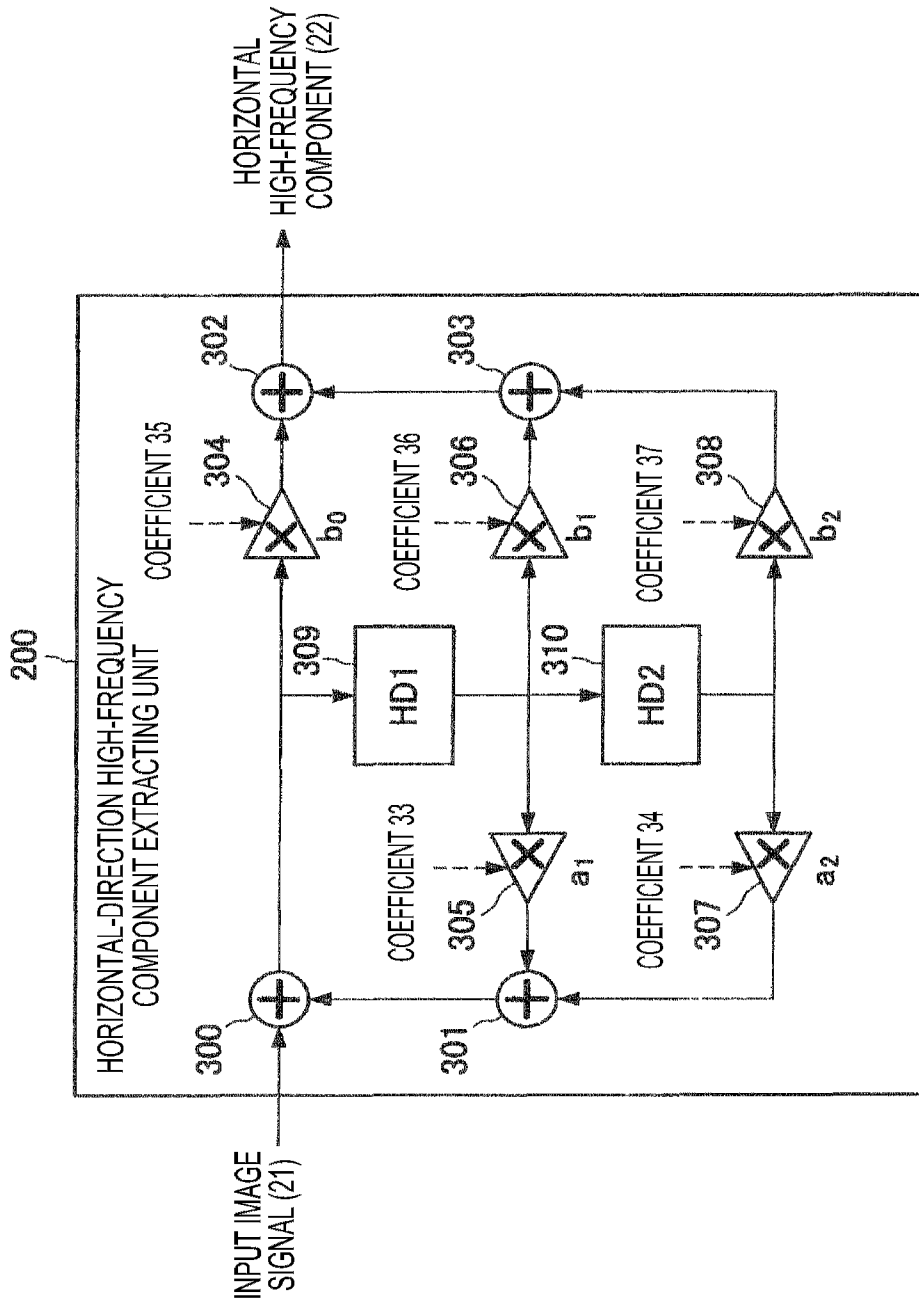 200
HORIZONTAL-DIRECTION HIGH-FREQUENCY
COMPONENT EXTRACTING UNIT
INPUT IMAGE
SIGNAL (21)
HORIZONTAL
HIGH-FREQUENCY
COMPONENT (22)
300
COEFFICIENT 35
304
b0
302
309
HD1
COEFFICIENT 33
305
a1
301
COEFFICIENT 36
306
b1
303
310
HD2
COEFFICIENT 34
307
a2
COEFFICIENT 37
308
b2